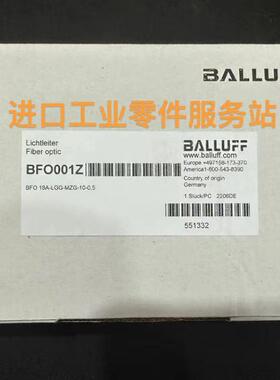 BALLUFF
进口工业零件服务站
Lichtleiter
Fiber optic
BFO001Z
BFO 18A-LGG-MZG-10-0,5
BALLUFF
www.balluff.com
Europe +497158-173-370
America1-800-543-8390
Country of origin
Germany
1 Stück/PC 2206DE
551332